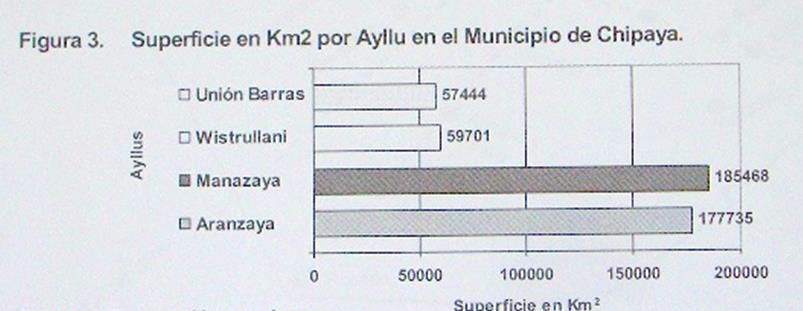 Figura 3. Superficie en Km2 por Ayllu en el Municipio de Chipaya.
Ayllus
Unión Barras 57444
Wistrullani 59701
Manazaya 185468
Aranzaya 177735
0 50000 100000 150000 200000
Superficie en Km²